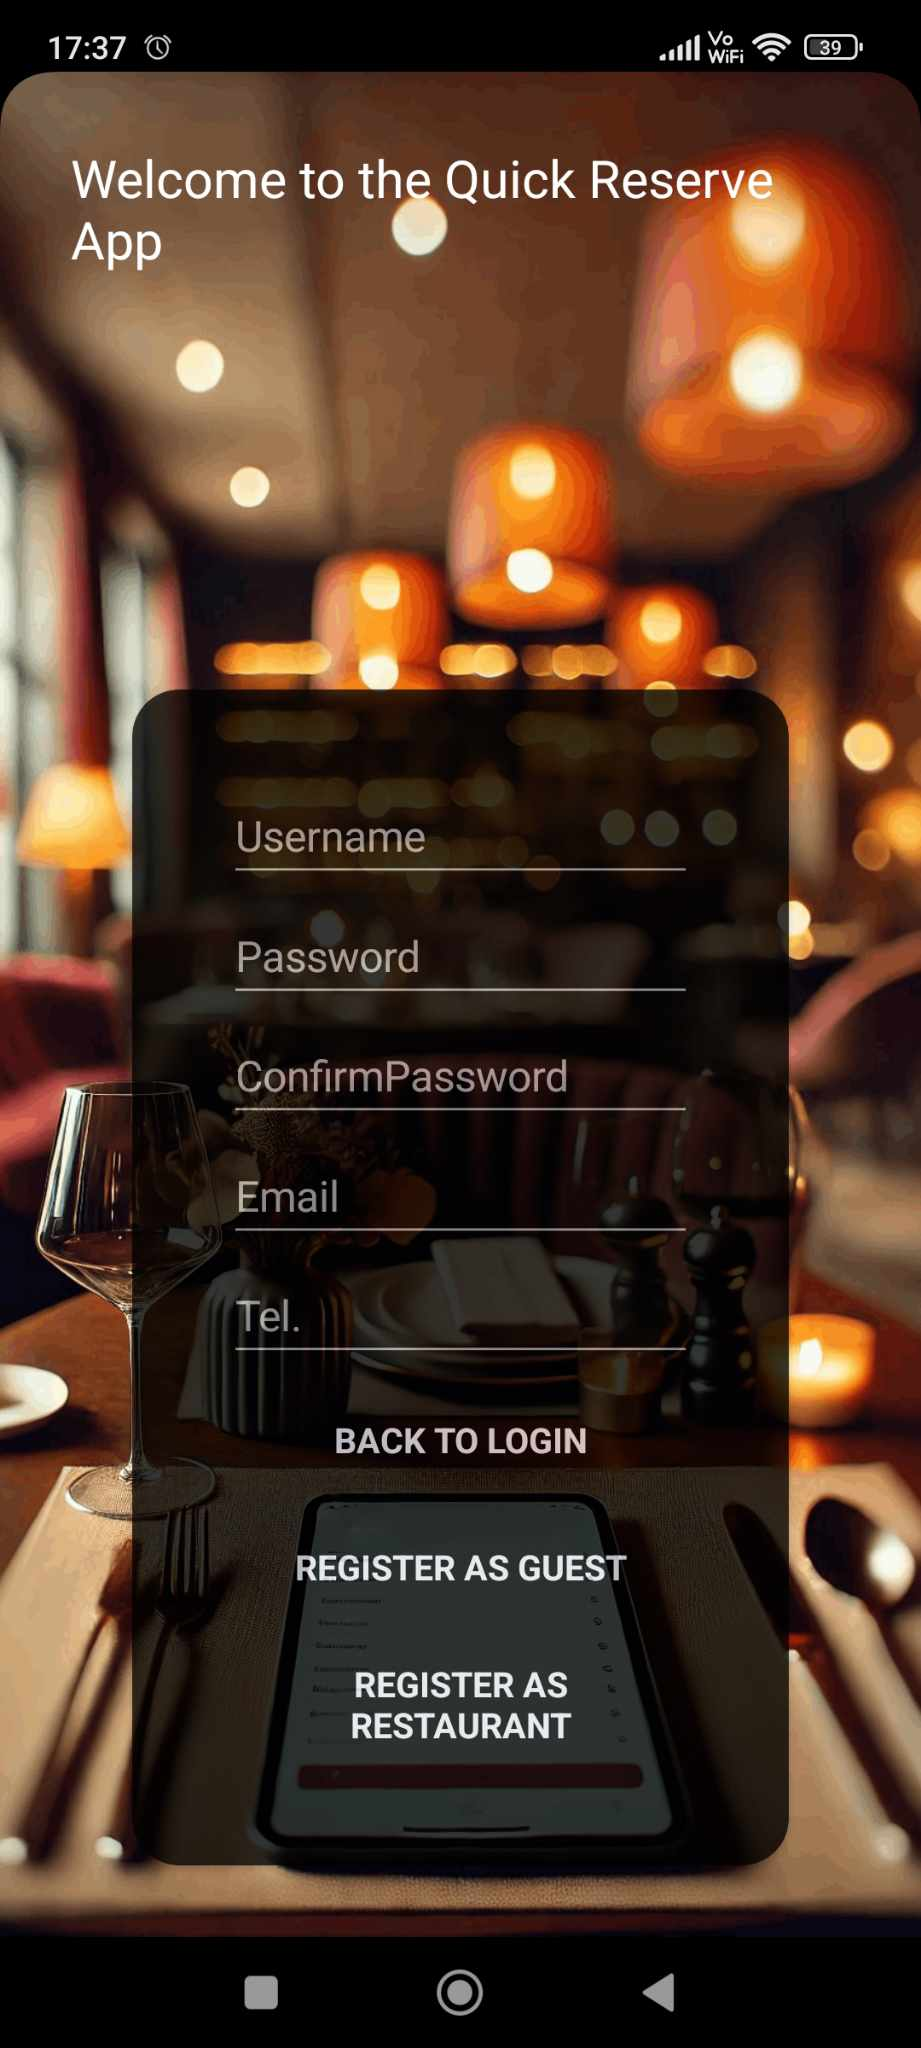 17:37
Vo
WiFi
39
Welcome to the Quick Reserve
App
Username
Password
ConfirmPassword
Email
Tel.
BACK TO LOGIN
REGISTER AS GUEST
REGISTER AS
RESTAURANT